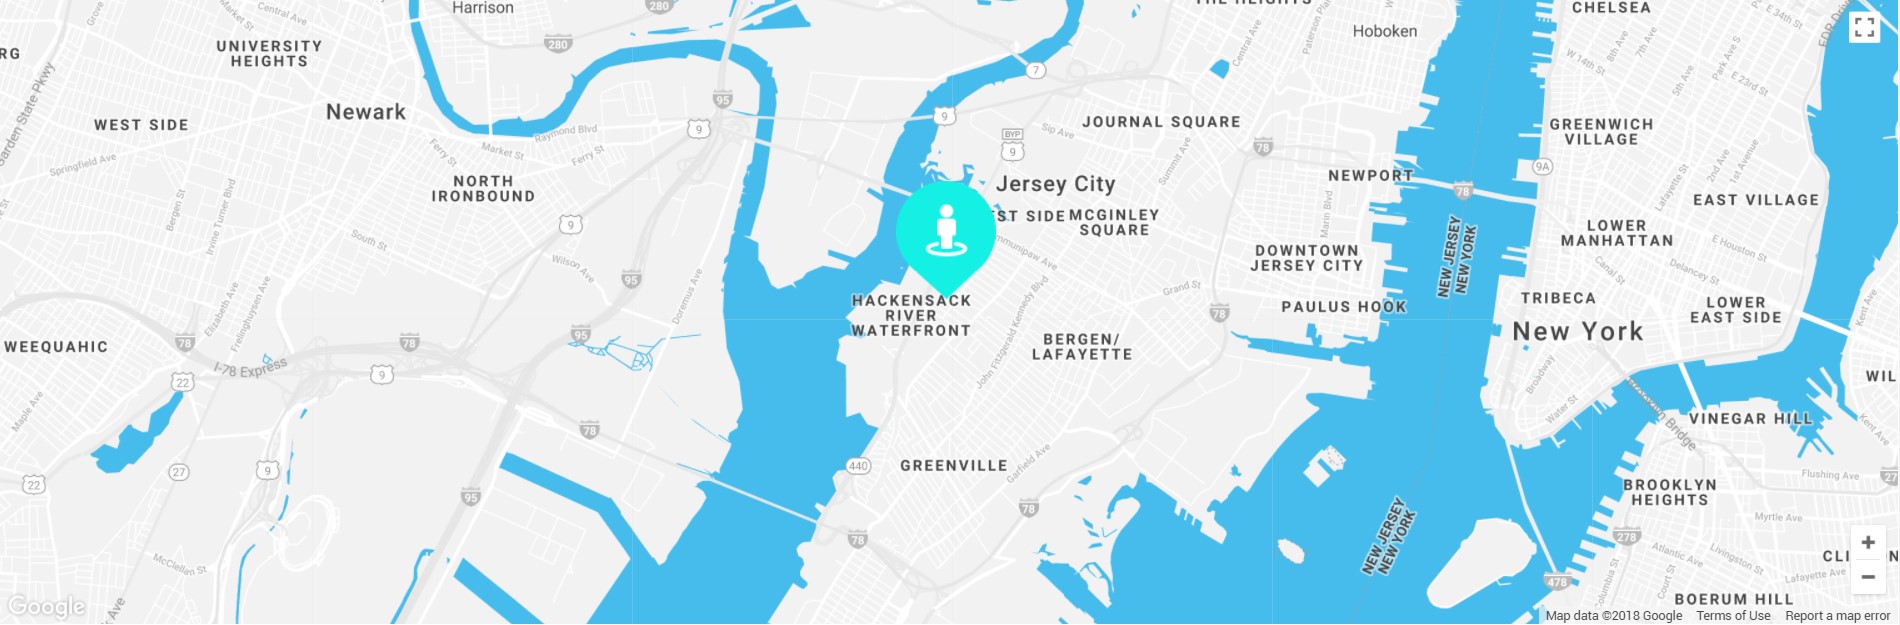 Harrison
280
THE HEIGHTS
CHELSEA
E 34th St
FDR Drive
Grove St
Central Ave
Central Ave
Paterson Plank
Hoboken
8th Ave
7th Ave
Park Ave S
UNIVERSITY
HEIGHTS
280
W 14th St
5th Ave
E 23rd St
Garden State Pkwy
7
95
Newark
9
WEST SIDE
9
Raymond Blvd
Market St
Ferry St
Ferry St
BYP
9
Sip Ave
JOURNAL SQUARE
78
GREENWICH
VILLAGE
Springfield Ave
Summit Ave
9A
2nd Ave
1st Avenue
NORTH
IRONBOUND
Bergen St
Irvine Turner Blvd
Jersey City
NEWPORT
78
Lafayette St
EAST VILLAGE
9
EST SIDE
MCGINLEY
SQUARE
Marin Blvd
LOWER
MANHATTAN
South St
Wilson Ave
95
Communipaw Ave
DOWNTOWN
JERSEY CITY
NEW JERSEY
NEW YORK
E Houston St
Canal St
Delancey St
Elizabeth Ave
Frelinghuysen Ave
Doremus Ave
HACKENSACK
RIVER
WATERFRONT
John Fitzgerald Kennedy Blvd
Grand St
78
PAULUS HOOK
TRIBECA
LOWER
EAST SIDE
Kent Ave
New York
WEEQUAHIC
78
78
95
BERGEN/
LAFAYETTE
I-78 Express
22
9
Broadway
WIL
Maple Ave
78
Water St
Brooklyn Bridge
VINEGAR HILL
Kent Ave
22
27
9
95
440
GREENVILLE
Garfield Ave
78
Flushing Ave
27
BROOKLYN
HEIGHTS
78
NEW JERSEY
NEW YORK
Myrtle Ave
278
McClellan St
478
Atlantic Ave
Livingston St
CLI
N
Columbia St
Court St
Lafayette Ave
BOERUM HILL
+
−
Google
Map data ©2018 Google
Terms of Use
Report a map error